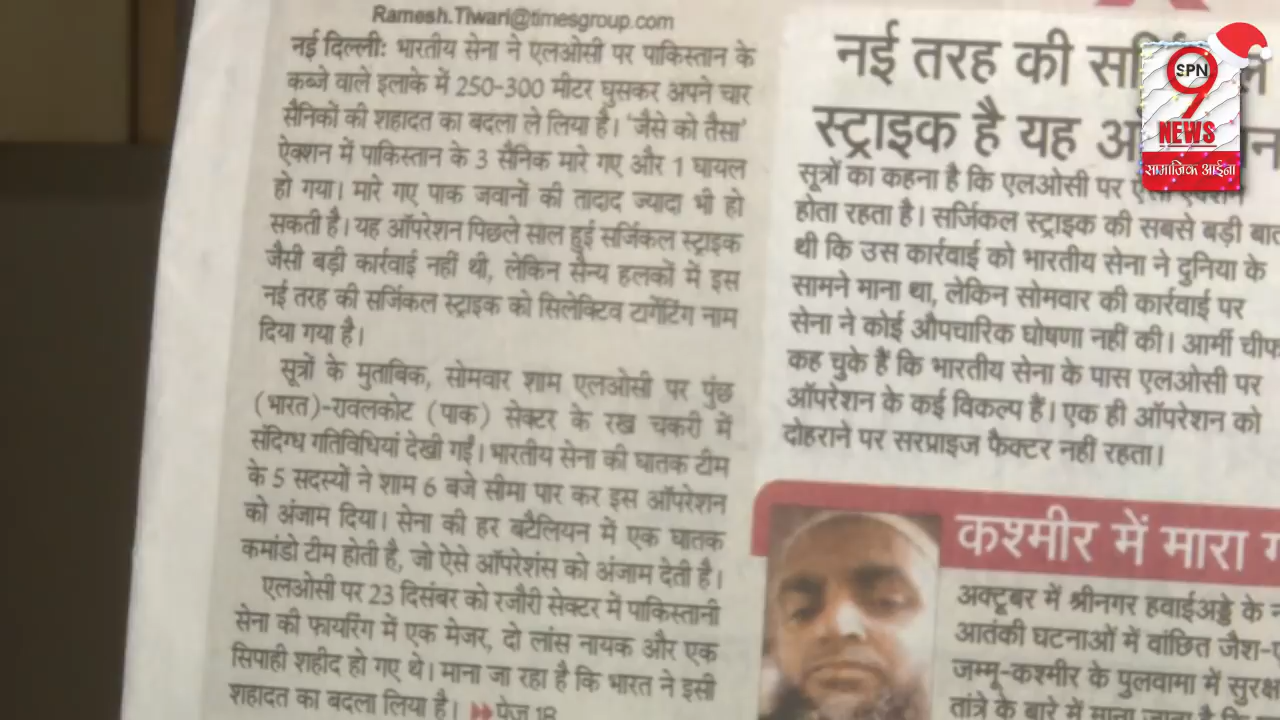 Ramesh.Tiwari@timesgroup.com
नई दिल्ली: भारतीय सेना ने एलओसी पर पाकिस्तान के
कब्जे वाले इलाके में 250-300 मीटर घुसकर अपने चार
सैनिकों की शहादत का बदला ले लिया है। 'जैसे को तैसा'
ऐक्शन में पाकिस्तान के 3 सैनिक मारे गए और 1 घायल
हो गया। मारे गए पाक जवानों की तादाद ज्यादा भी हो
सकती है। यह ऑपरेशन पिछले साल हुई सर्जिकल स्ट्राइक
जैसी बड़ी कार्रवाई नहीं थी, लेकिन सैन्य हलकों में इस
नई तरह की सर्जिकल स्ट्राइक को सिलेक्टिव टार्गेटिंग नाम
दिया गया है।
सूत्रों के मुताबिक, सोमवार शाम एलओसी पर पुंछ
(भारत)-रावलकोट (पाक) सेक्टर के रख चकरी में
संदिग्ध गतिविधियां देखी गईं। भारतीय सेना की घातक टीम
के 5 सदस्यों ने शाम 6 बजे सीमा पार कर इस ऑपरेशन
को अंजाम दिया। सेना की हर बटैलियन में एक घातक
कमांडो टीम होती है, जो ऐसे ऑपरेशंस को अंजाम देती है।
एलओसी पर 23 दिसंबर को रजौरी सेक्टर में पाकिस्तानी
सेना की फायरिंग में एक मेजर, दो लांस नायक और एक
सिपाही शहीद हो गए थे। माना जा रहा है कि भारत ने इसी
शहादत का बदला लिया है। पेज 18
नई तरह की
स्ट्राइक है यह
सूत्रों का कहना है कि एलओसी पर
होता रहता है। सर्जिकल स्ट्राइक की सबसे बड़ी बात
थी कि उस कार्रवाई को भारतीय सेना ने दुनिया के
सामने माना था, लेकिन सोमवार की कार्रवाई पर
सेना ने कोई औपचारिक घोषणा नहीं की। आर्मी चीफ
कह चुके हैं कि भारतीय सेना के पास एलओसी पर
ऑपरेशन के कई विकल्प हैं। एक ही ऑपरेशन को
दोहराने पर सरप्राइज फैक्टर नहीं रहता।
कश्मीर में मारा
अक्टूबर में श्रीनगर हवाईअड्डे के
आतंकी घटनाओं में वांछित जैश-
जम्मू-कश्मीर के पुलवामा में
तांत्रे के बारे में माना जाता है कि
SPN
9
NEWS
सामाजिक आईना